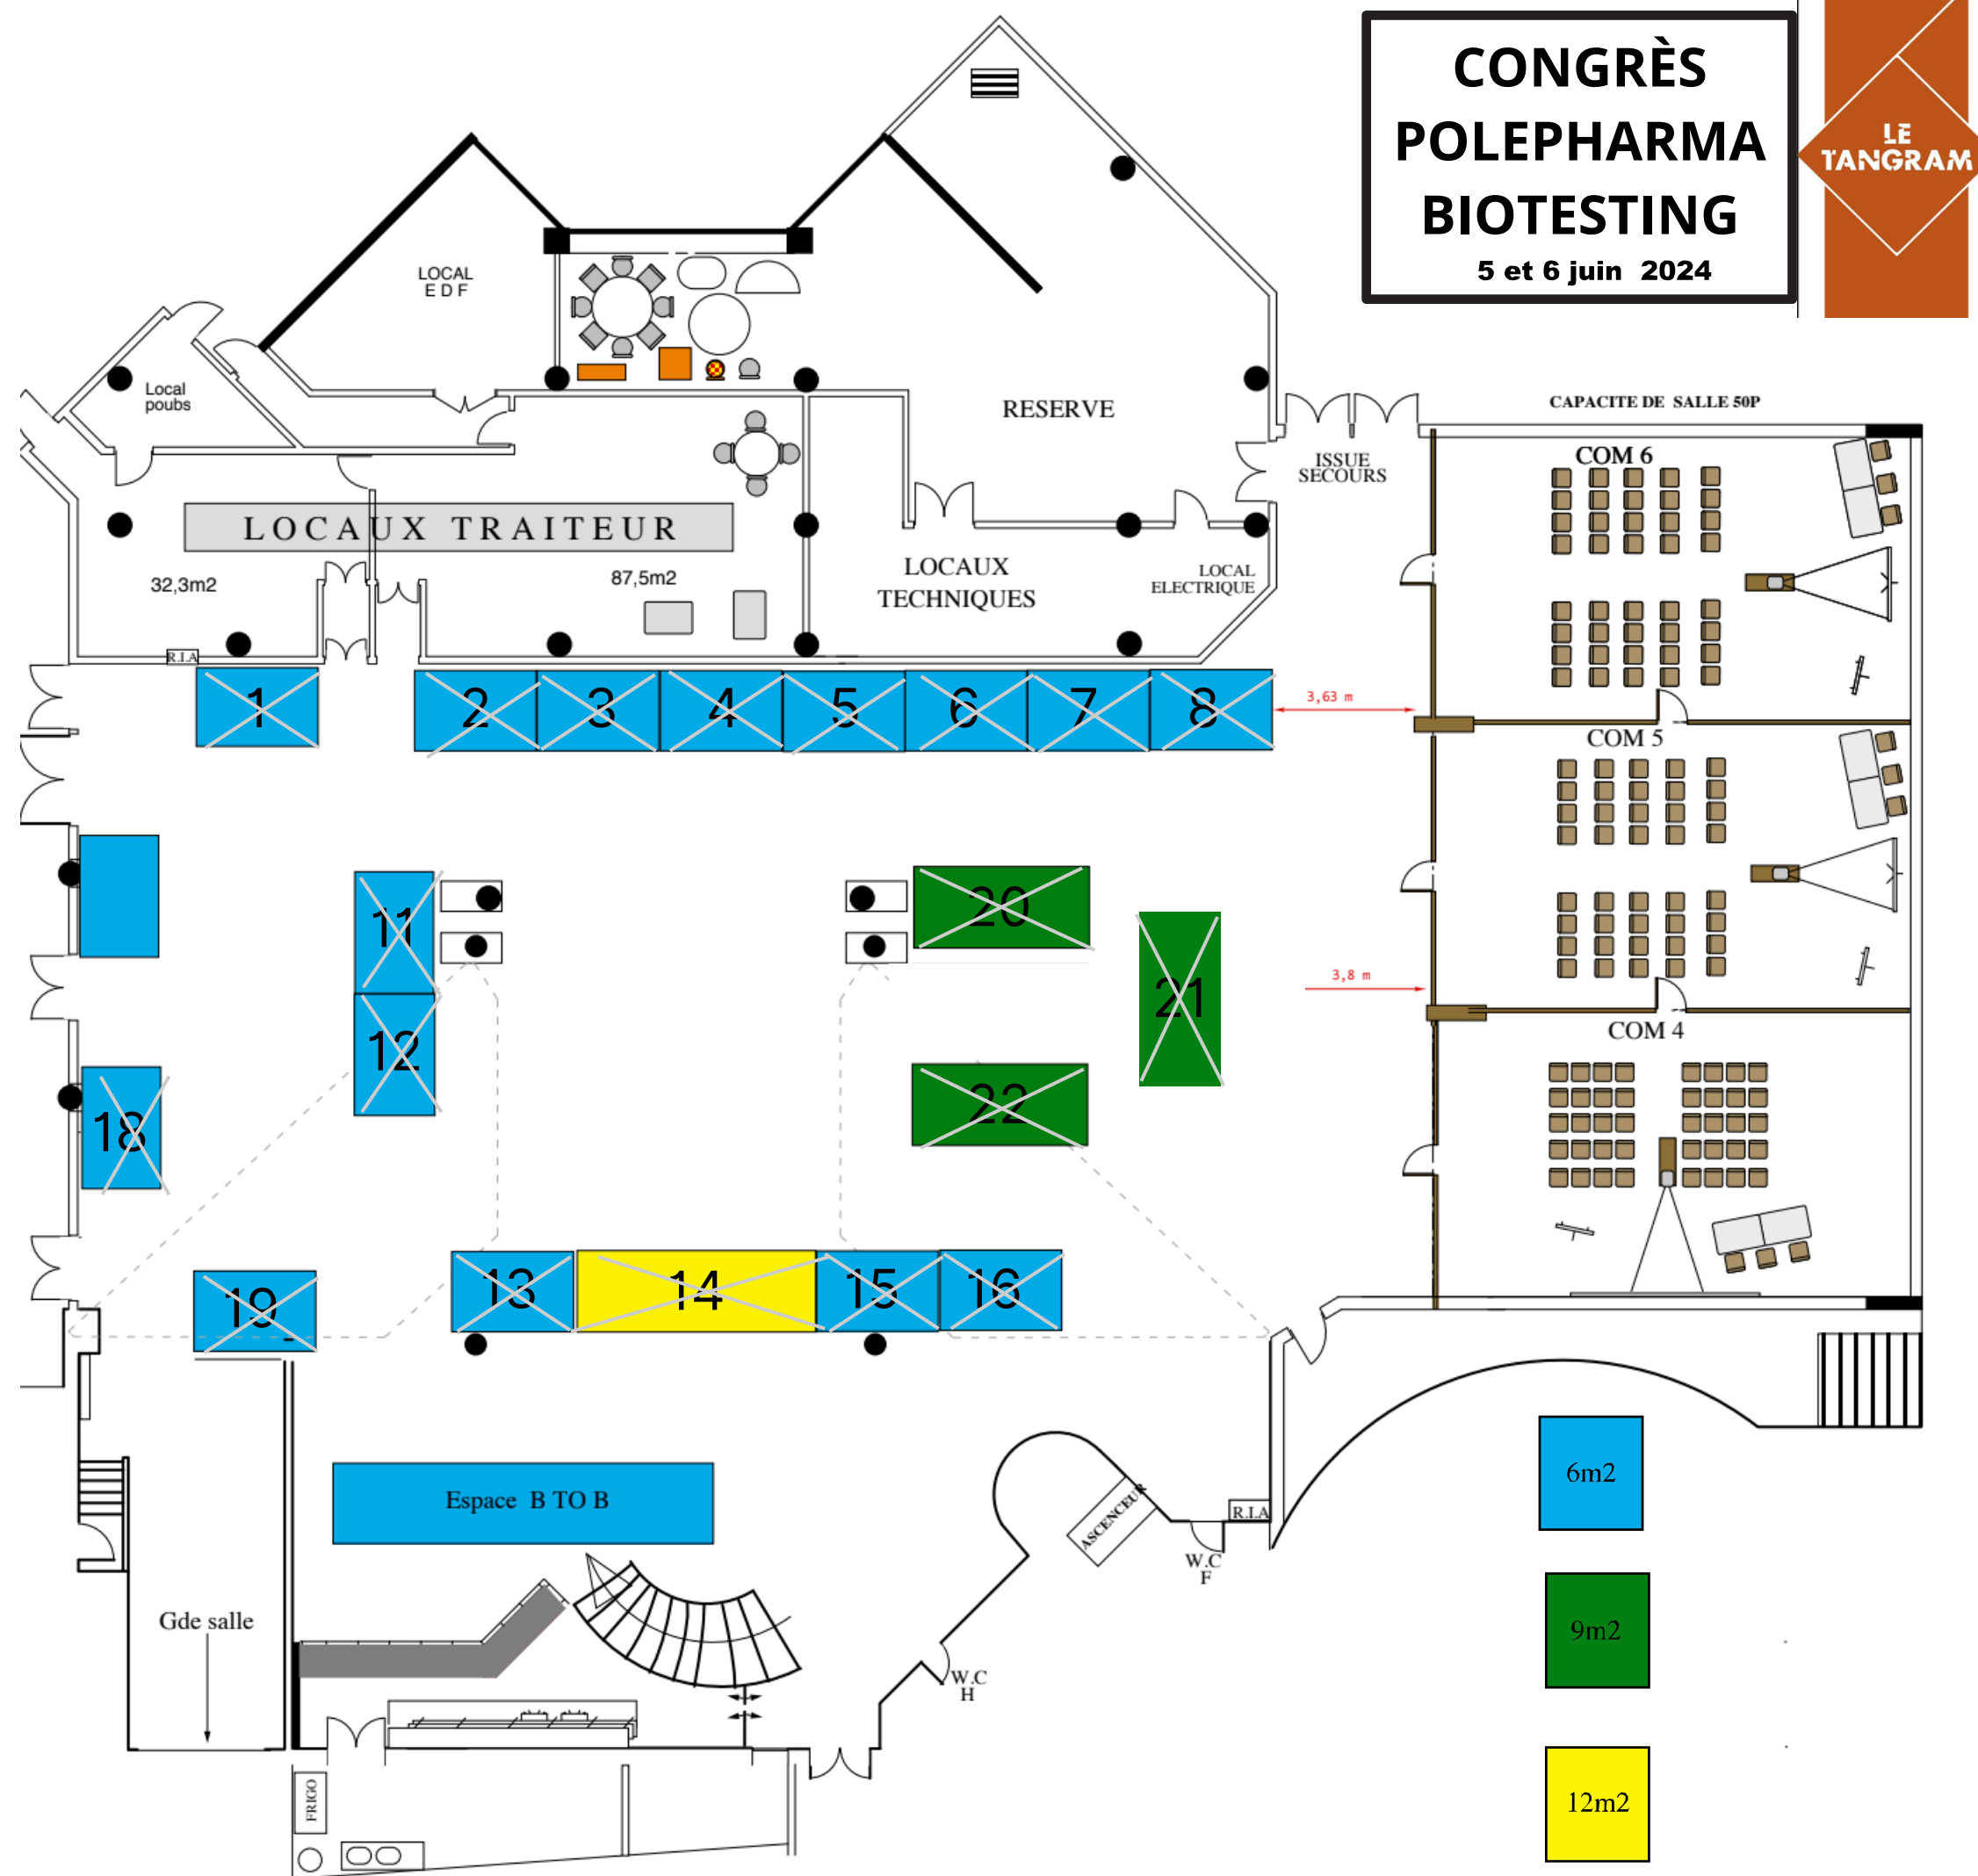 CONGRÈS
POLEPHARMA
BIOTESTING
5 et 6 juin 2024
LE
TANGRAM
LOCAL
E D F
Local
poubs
RESERVE
ISSUE
SECOURS
CAPACITE DE SALLE 50P
COM 6
LOCAUX TRAITEUR
32,3m2
87,5m2
LOCAUX
TECHNIQUES
LOCAL
ELECTRIQUE
R.I.A
1
2
3
4
5
6
7
8
3,63 m
COM 5
11
20
21
3,8 m
12
COM 4
18
22
19
13
14
15
16
6m2
Espace B TO B
ASCENCEUR
R.I.A
W.C
F
Gde salle
9m2
W.C
H
FRIGO
12m2